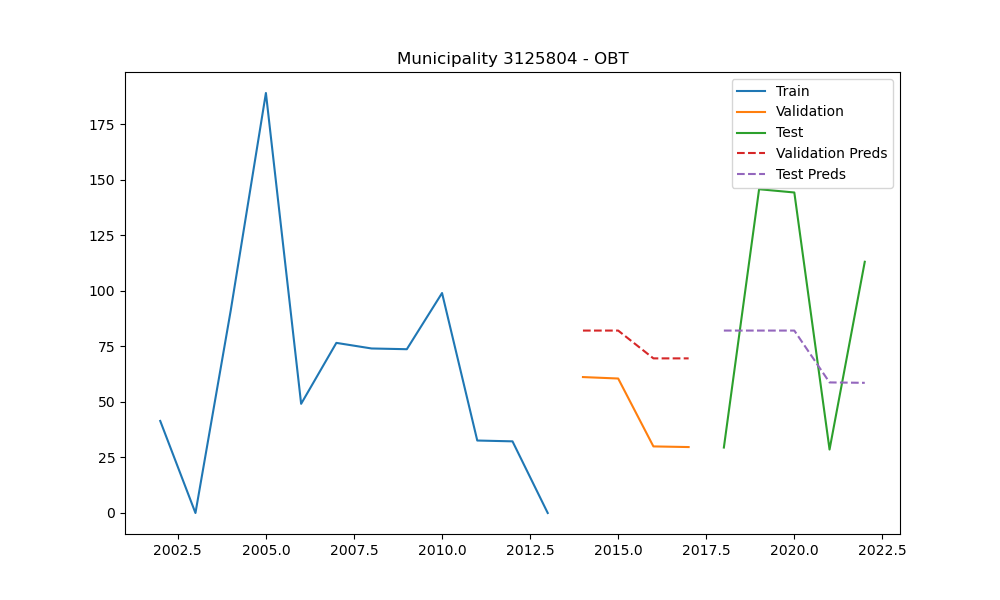 Municipality 3125804 - OBT
Train
Validation
Test
Validation Preds
Test Preds
175
150
125
100
75
50
25
0
2002.5 2005.0 2007.5 2010.0 2012.5 2015.0 2017.5 2020.0 2022.5